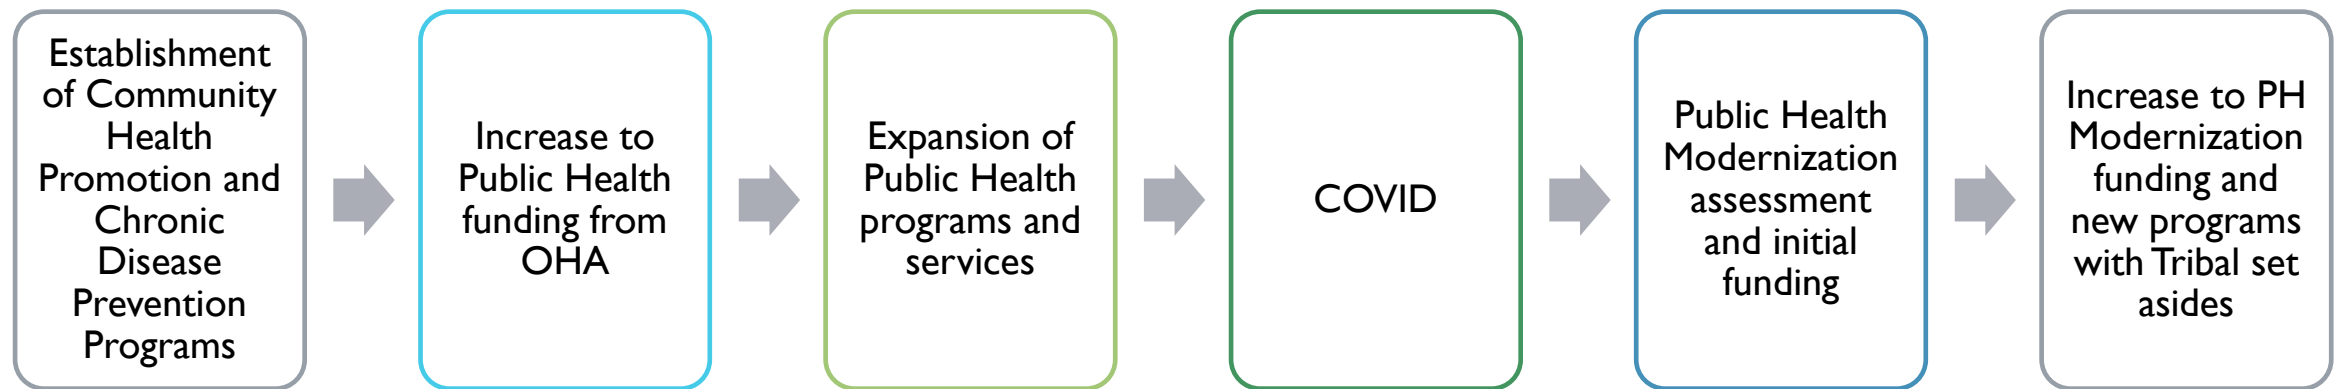 Establishment
of Community
Health
Promotion and
Chronic
Disease
Prevention
Programs
Increase to
Public Health
funding from
OHA
Expansion of
Public Health
programs and
services
COVID
Public Health
Modernization
assessment
and initial
funding
Increase to PH
Modernization
funding and
new programs
with Tribal set
asides